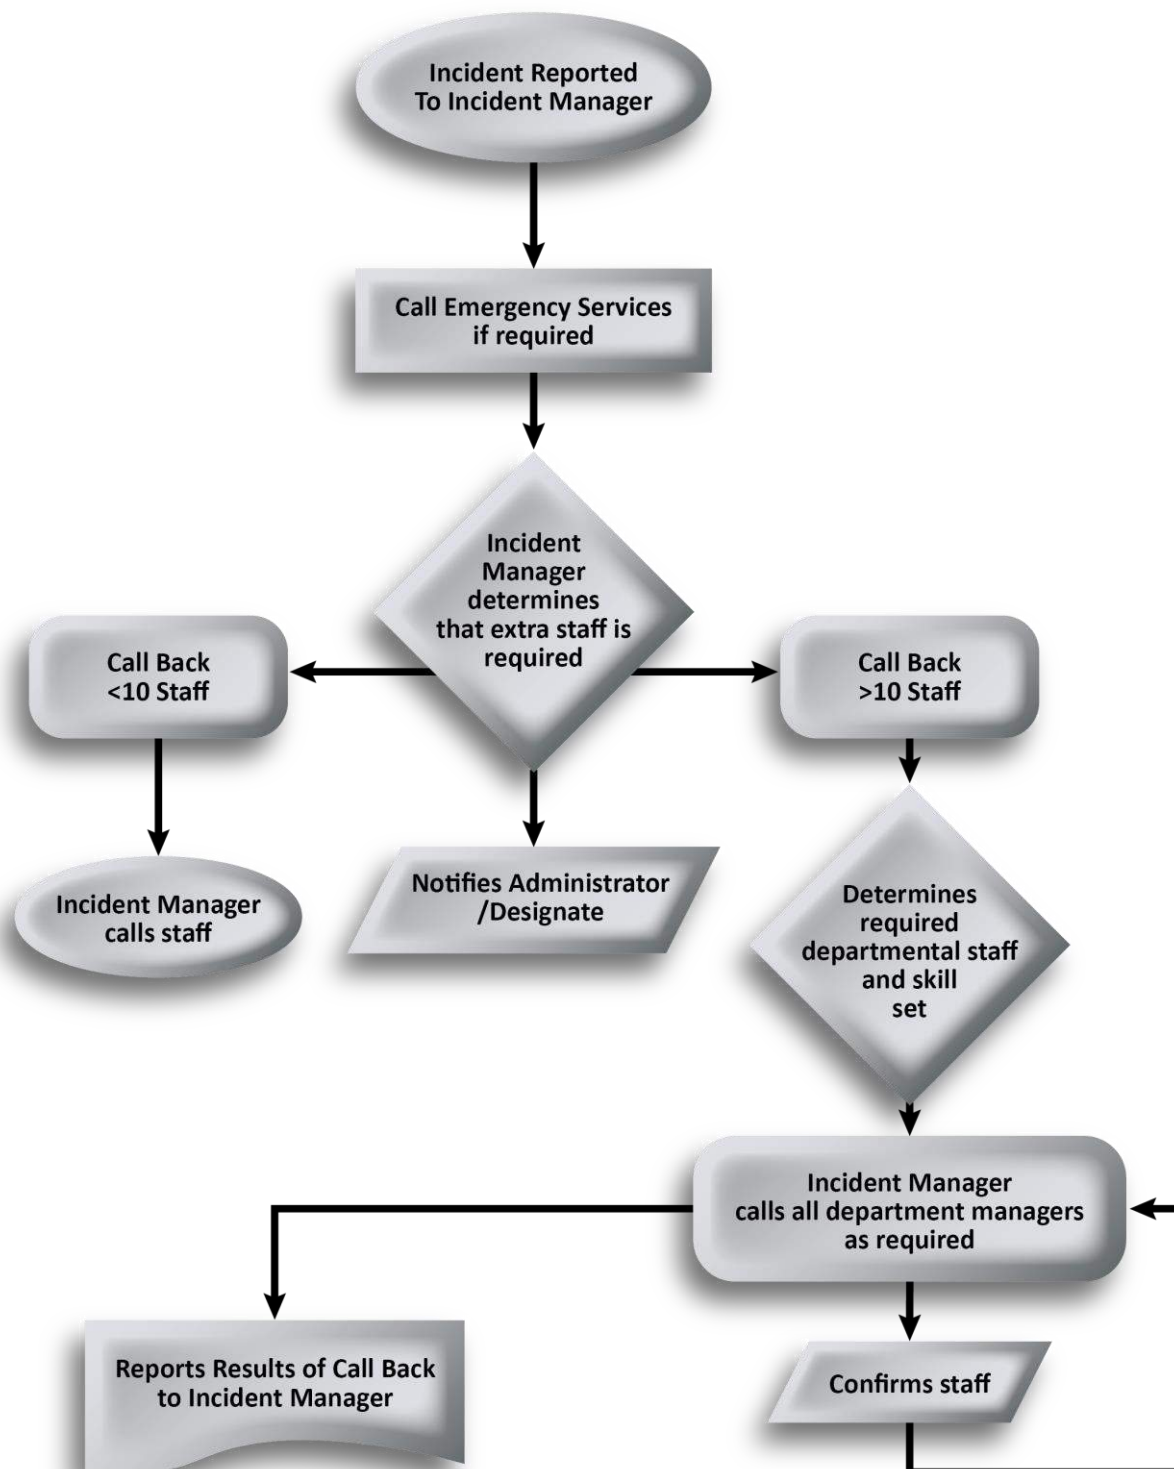 Incident Reported
To Incident Manager
Call Emergency Services
if required
Incident
Manager
determines
that extra staff is
required
Call Back
<10 Staff
Call Back
>10 Staff
Incident Manager
calls staff
Notifies Administrator
/Designate
Determines
required
departmental staff
and skill
set
Incident Manager
calls all department managers
as required
Reports Results of Call Back
to Incident Manager
Confirms staff